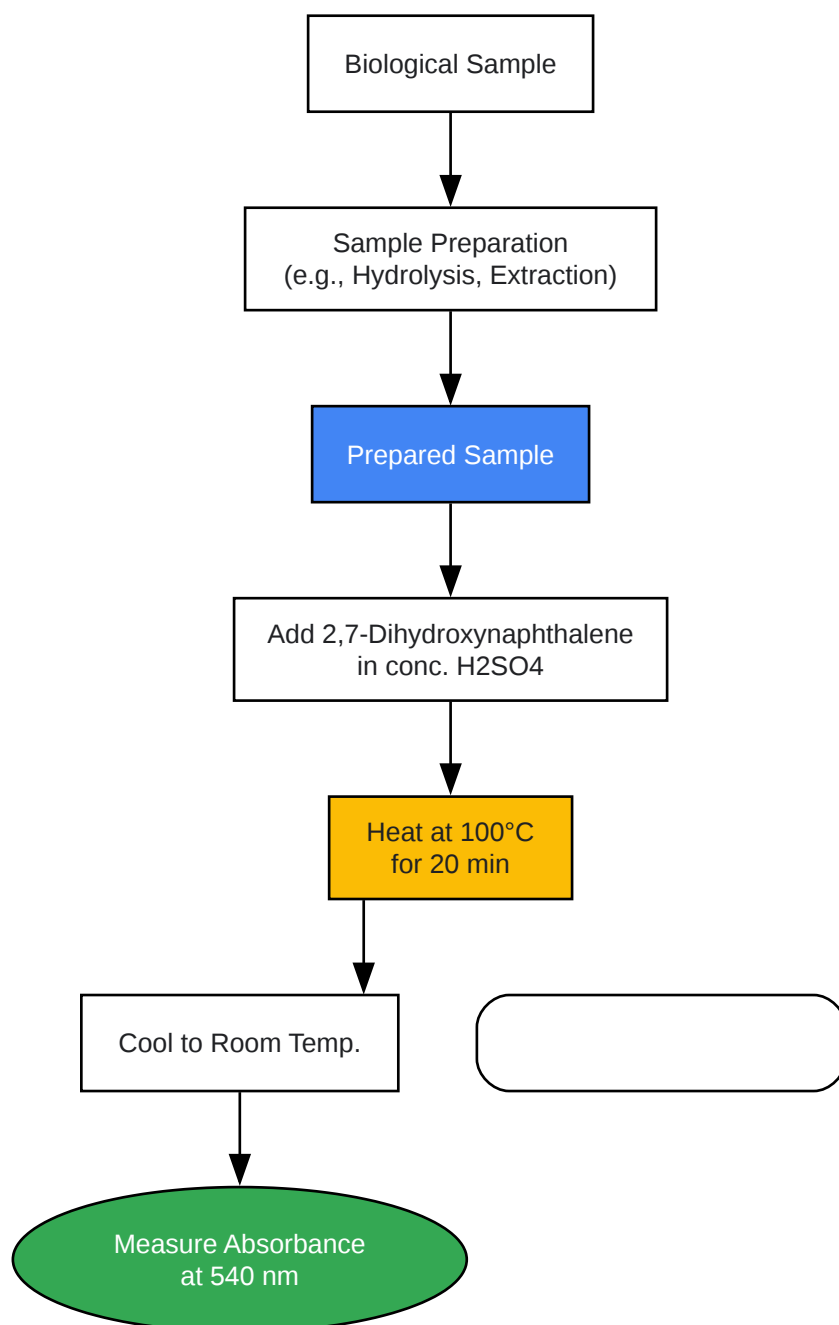 Biological Sample
Sample Preparation
(e.g., Hydrolysis, Extraction)
Prepared Sample
Add 2,7-Dihydroxynaphthalene
in conc. H2SO4
Heat at 100°C
for 20 min
Cool to Room Temp.
Measure Absorbance
at 540 nm